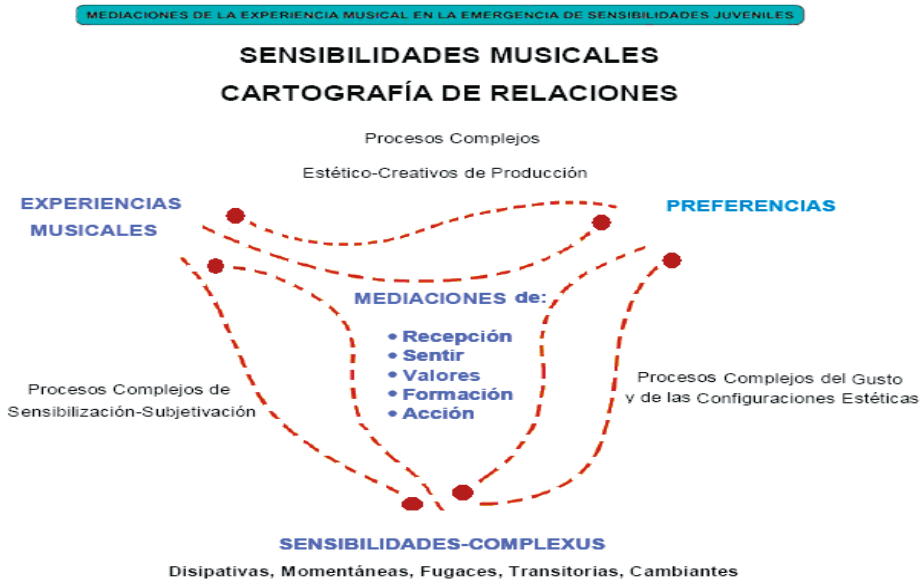 MEDIACIONES DE LA EXPERIENCIA MUSICAL EN LA EMERGENCIA DE SENSIBILIDADES JUVENILES
SENSIBILIDADES MUSICALES
CARTOGRAFÍA DE RELACIONES
Procesos Complejos
Estético-Creativos de Producción
EXPERIENCIAS
MUSICALES
PREFERENCIAS
MEDIACIONES de:
• Recepción
• Sentir
• Valores
• Formación
• Acción
Procesos Complejos de
Sensibilización-Subjetivación
Procesos Complejos del Gusto
y de las Configuraciones Estéticas
SENSIBILIDADES-COMPLEXUS
Disipativas, Momentáneas, Fugaces, Transitorias, Cambiantes